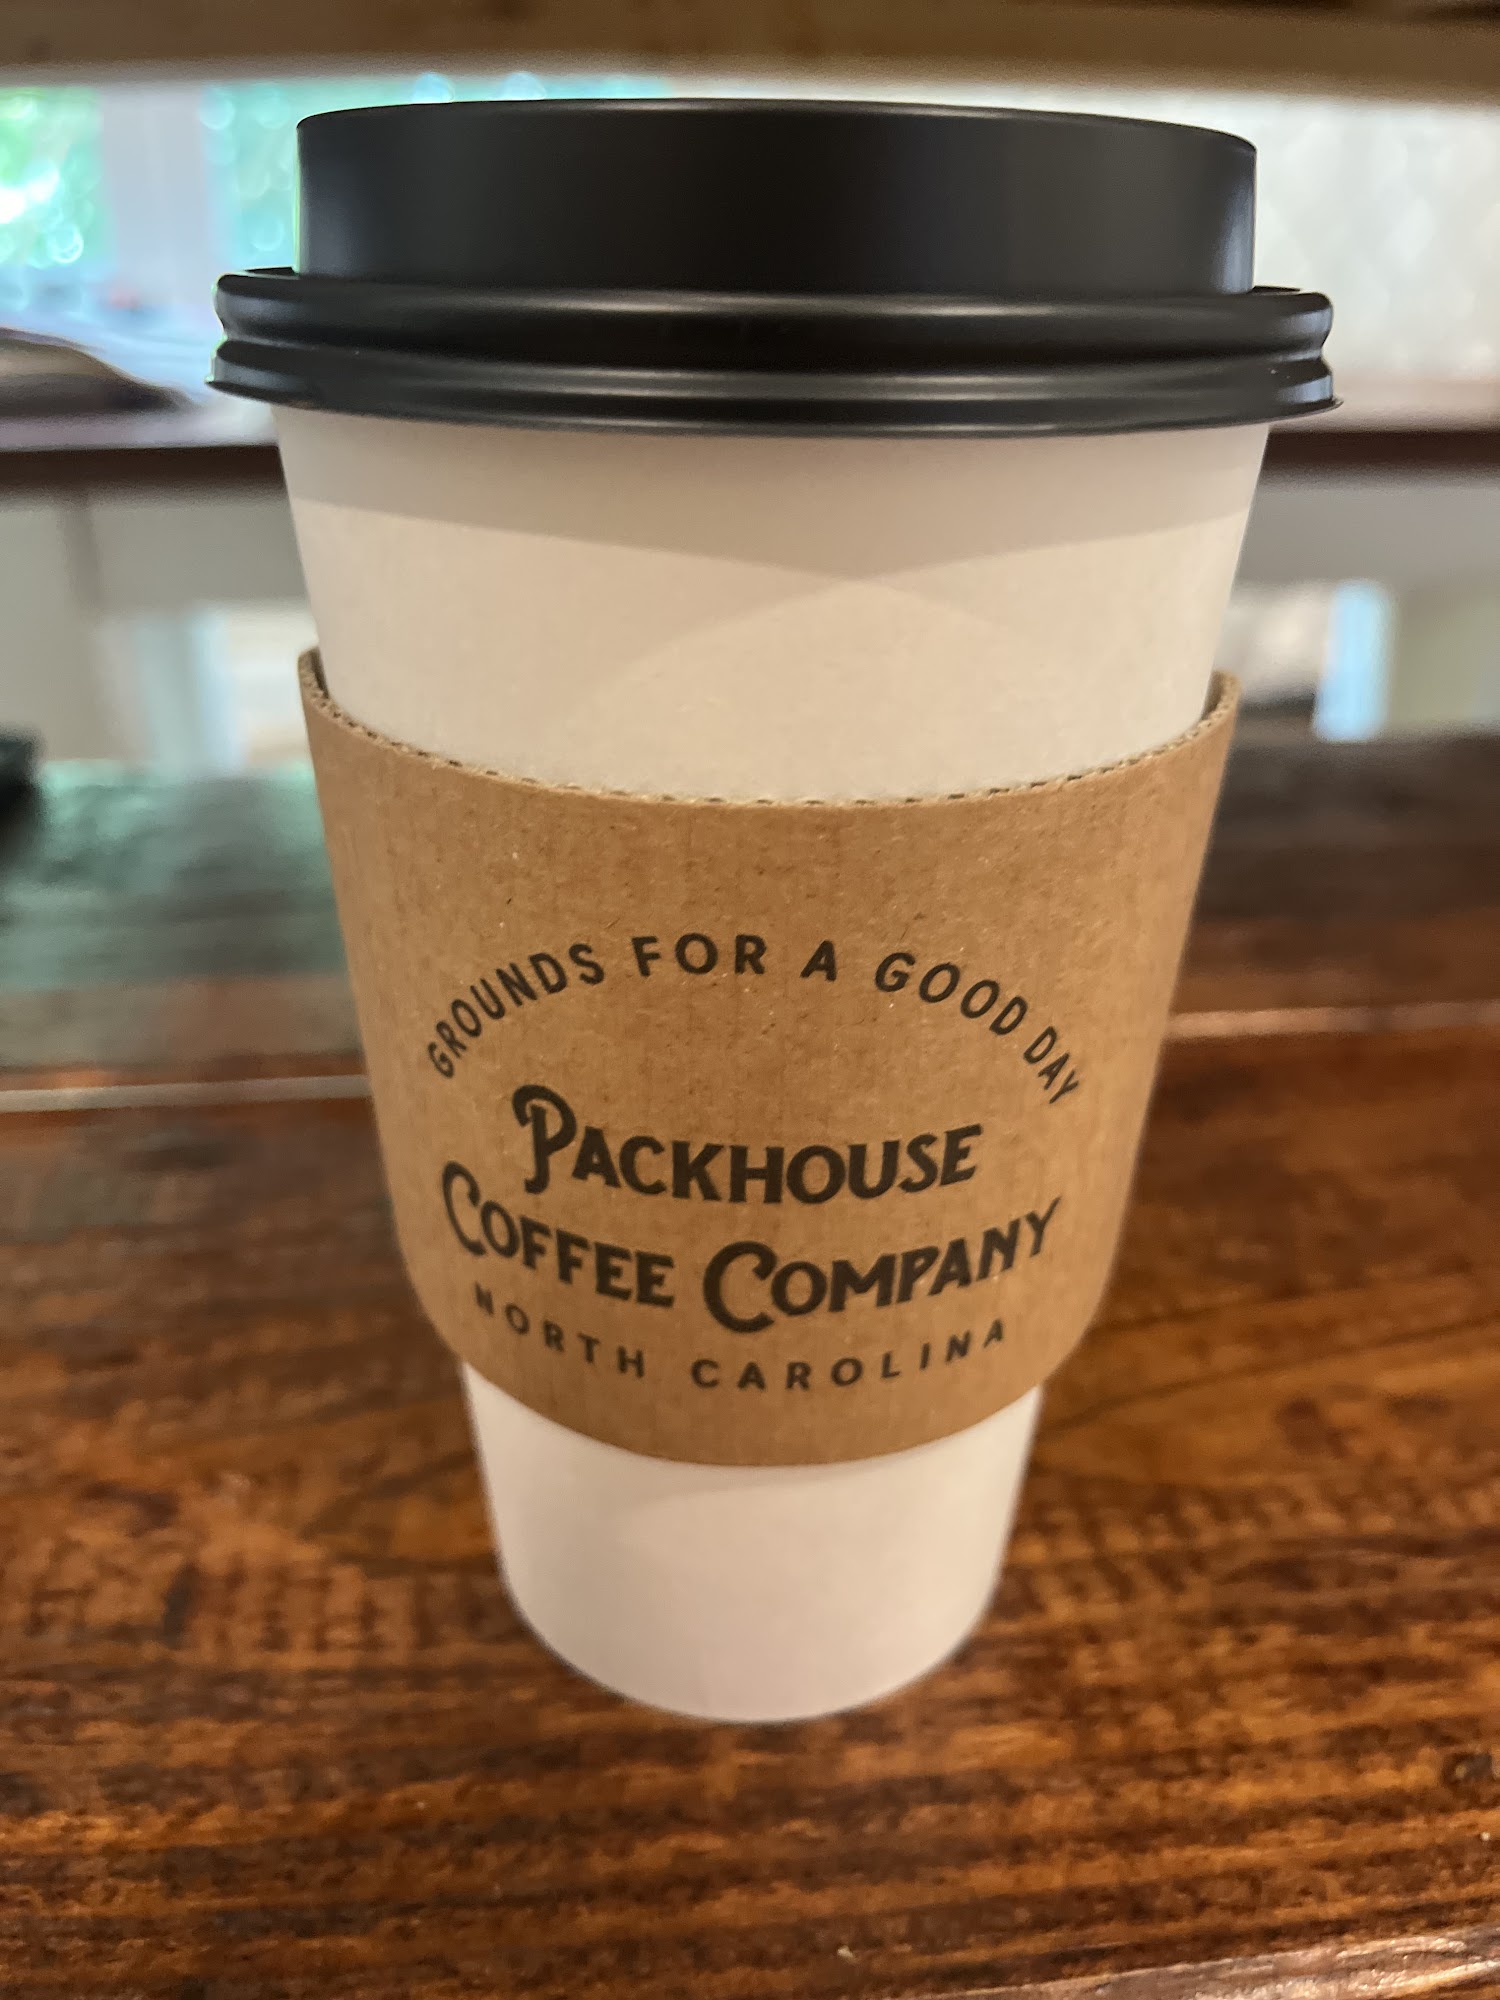 GROUNDS FOR A GOOD DAY
PACKHOUSE
COFFEE COMPANY
NORTH CAROLINA